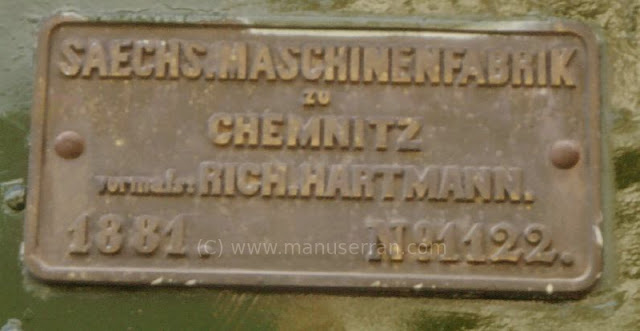 SAECHS. MASCHINENFABRIK
ZU
CHEMNITZ
vormals: RICH. HARTMANN.
1881. No 1122.
(C) www.manuserran.com